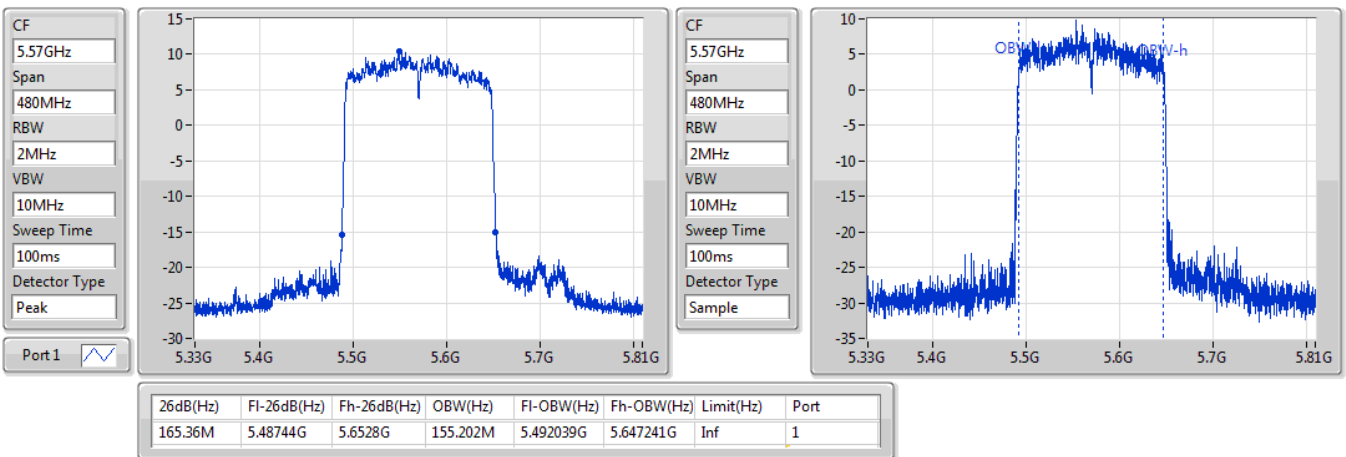 CF
5.57GHz
Span
480MHz
RBW
2MHz
VBW
10MHz
Sweep Time
100ms
Detector Type
Peak
Port 1
15
10
5
0
-5
-10
-15
-20
-25
-30
5.33G 5.4G 5.5G 5.6G 5.7G 5.81G
CF
5.57GHz
Span
480MHz
RBW
2MHz
VBW
10MHz
Sweep Time
100ms
Detector Type
Sample
10
5
0
-5
-10
-15
-20
-25
-30
-35
OBW-h
5.33G 5.4G 5.5G 5.6G 5.7G 5.81G
26dB(Hz) Fl-26dB(Hz) Fh-26dB(Hz) OBW(Hz) Fl-OBW(Hz) Fh-OBW(Hz) Limit(Hz) Port
165.36M 5.48744G 5.6528G 155.202M 5.492039G 5.647241G Inf 1